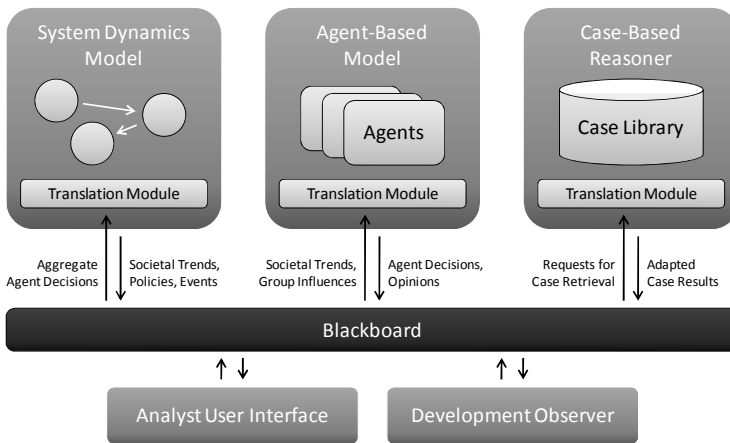 System Dynamics
Model
Translation Module
Agent-Based
Model
Agents
Translation Module
Case-Based
Reasoner
Case Library
Translation Module
Aggregate
Agent Decisions
Societal Trends,
Policies, Events
Societal Trends,
Group Influences
Agent Decisions,
Opinions
Requests for
Case Retrieval
Adapted
Case Results
Blackboard
Analyst User Interface
Development Observer